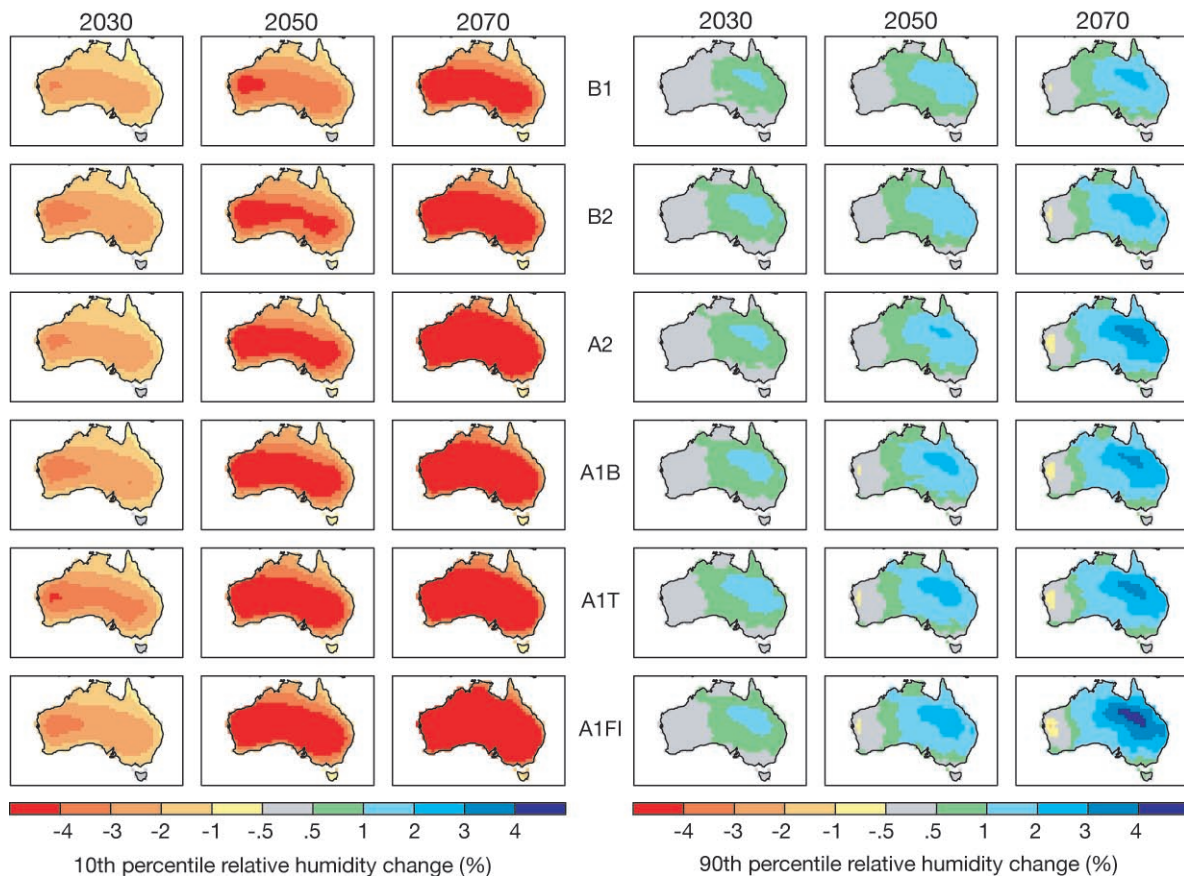 2030 2050 2070 2030 2050 2070
B1
B2
A2
A1B
A1T
A1FI
-4 -3 -2 -1 -.5 .5 1 2 3 4
-4 -3 -2 -1 -.5 .5 1 2 3 4
10th percentile relative humidity change (%)
90th percentile relative humidity change (%)